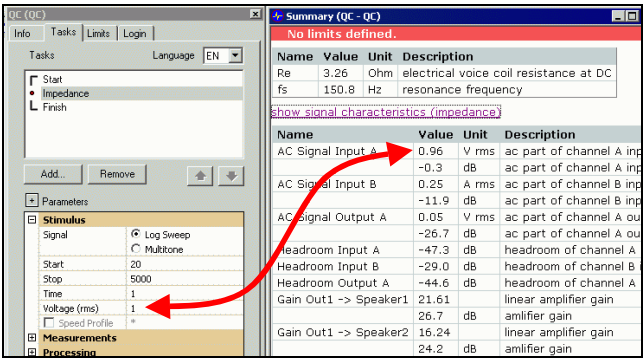 QC (QC)
Info Tasks Limits Login
Tasks Language EN
Start
Impedance
Finish
Add... Remove
Parameters
Stimulus
Signal Log Sweep
Multitone
Start 20
Stop 5000
Time 1
Voltage (rms) 1
Speed Profile *
Measurements
Processing
Summary (QC - QC)
No limits defined.
Name Value Unit Description
Re 3.26 Ohm electrical voice coil resistance at DC
fs 150.8 Hz resonance frequency
show signal characteristics (impedance)
Name Value Unit Description
AC Signal Input A 0.96 V rms ac part of channel A inp
-0.3 dB ac part of channel A inp
AC Signal Input B 0.25 A rms ac part of channel B inp
-11.9 dB ac part of channel B inp
AC Signal Output A 0.05 V rms ac part of channel A ou
-26.7 dB ac part of channel A ou
Headroom Input A -47.3 dB headroom of channel A
Headroom Input B -29.0 dB headroom of channel B i
Headroom Output A -44.6 dB headroom of channel A
Gain Out1 -> Speaker1 21.61 linear amplifier gain
26.7 dB amlifier gain
Gain Out1 -> Speaker2 16.24 linear amplifier gain
24.2 dB amlifier gain